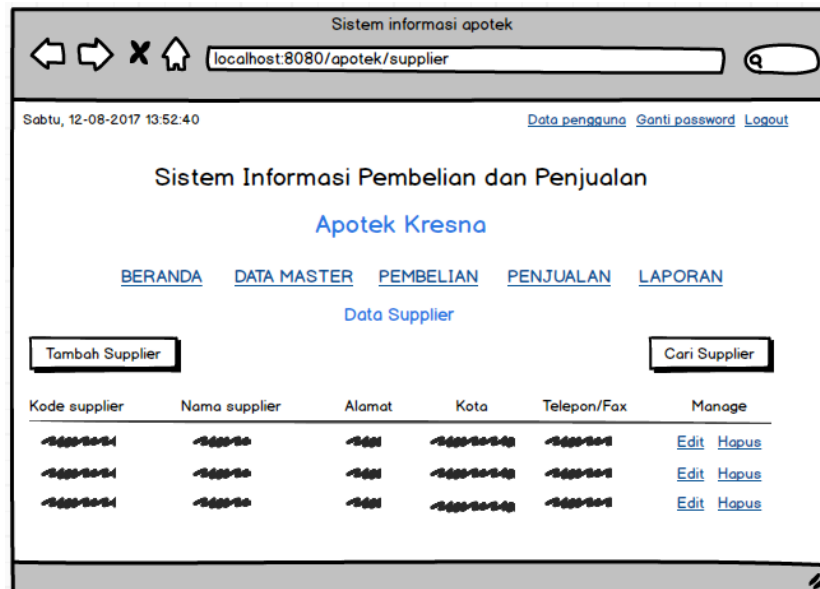 Sistem informasi apotek
localhost:8080/apotek/supplier
Sabtu, 12-08-2017 13:52:40 Data pengguna Ganti password Logout
Sistem Informasi Pembelian dan Penjualan
Apotek Kresna
BERANDA DATA MASTER PEMBELIAN PENJUALAN LAPORAN
Data Supplier
Tambah Supplier Cari Supplier
Kode supplier Nama supplier Alamat Kota Telepon/Fax Manage
Edit Hapus
Edit Hapus
Edit Hapus